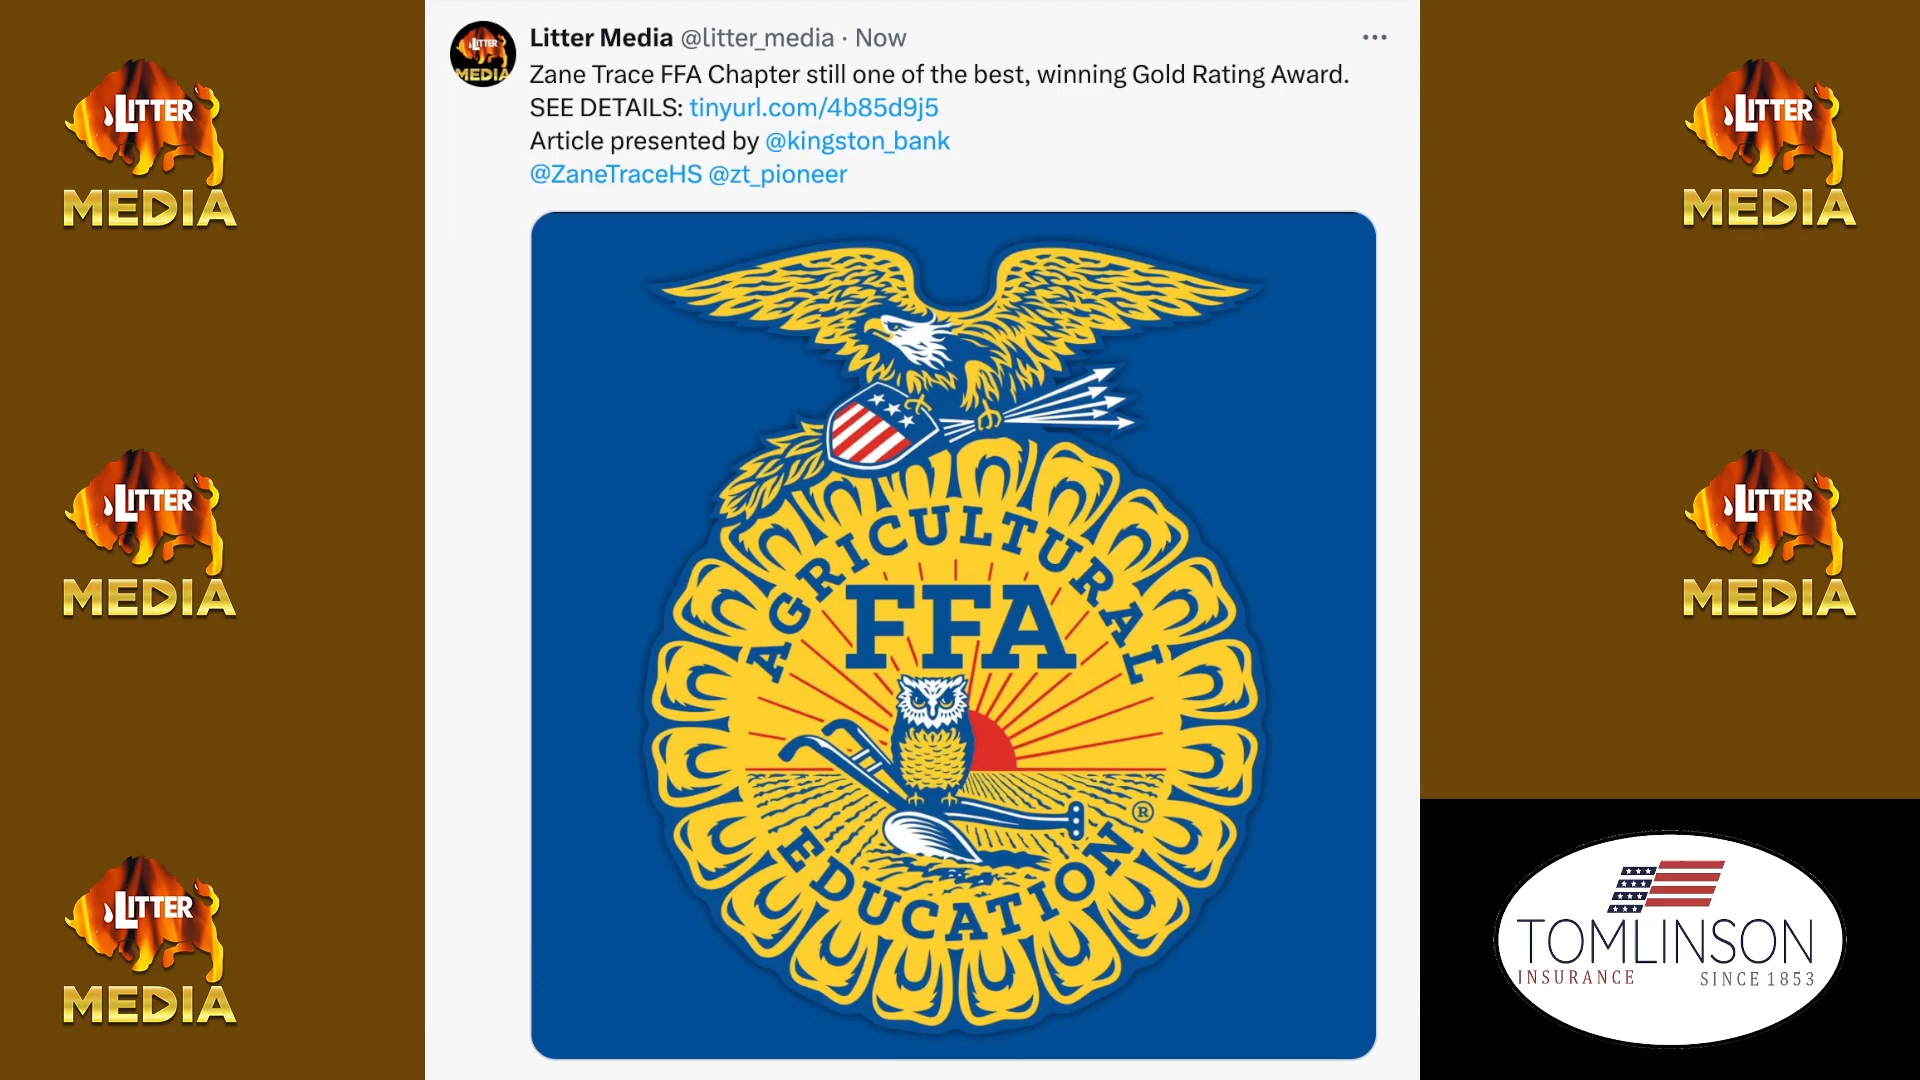 LITTER
MEDIA
LITTER
MEDIA
LITTER
MEDIA
LITTER
MEDIA
Litter Media @litter_media · Now
Zane Trace FFA Chapter still one of the best, winning Gold Rating Award.
SEE DETAILS: tinyurl.com/4b85d9j5
Article presented by @kingston_bank
@ZaneTraceHS @zt_pioneer
AGRICULTURAL
FFA
EDUCATION
®
LITTER
MEDIA
LITTER
MEDIA
TOMLINSON
INSURANCE SINCE 1853